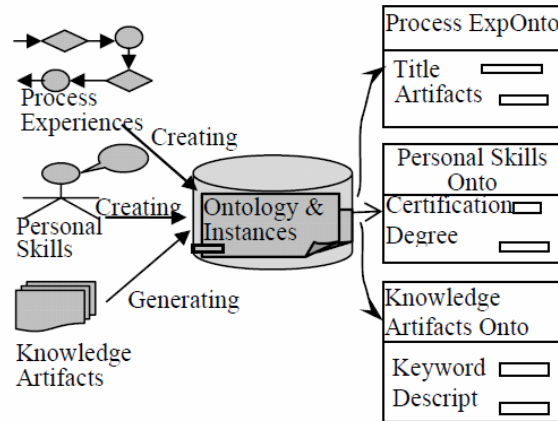 Process
Experiences
Creating
Personal
Skills
Creating
Knowledge
Artifacts
Generating
Ontology &
Instances
Process ExpOnto
Title
Artifacts
Personal Skills
Onto
Certification
Degree
Knowledge
Artifacts Onto
Keyword
Descript